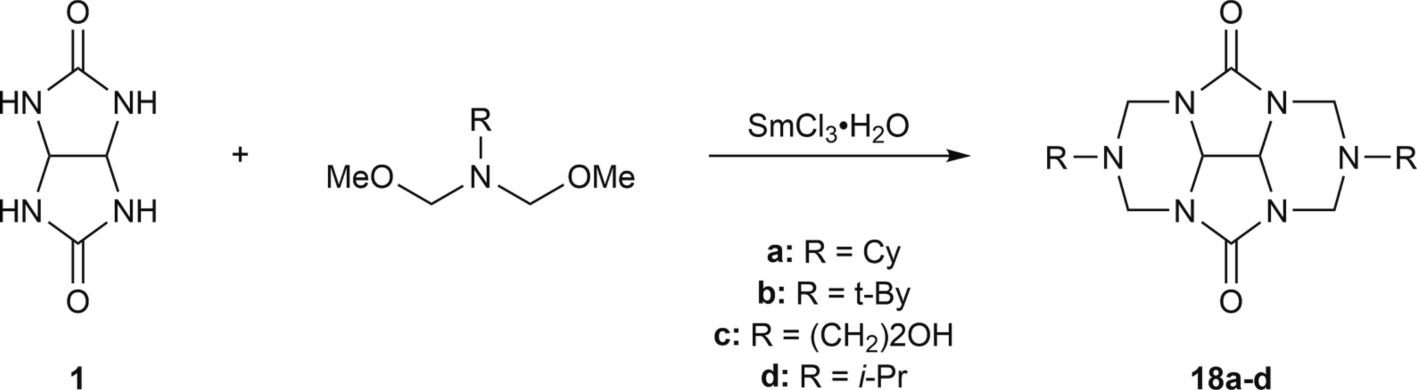 O
HN NH
HN NH
O
1
+
R
MeO N OMe
SmCl₃•H₂O
a: R = Cy
b: R = t-By
c: R = (CH₂)2OH
d: R = i-Pr
O
N N
R N N R
N N
O
18a-d